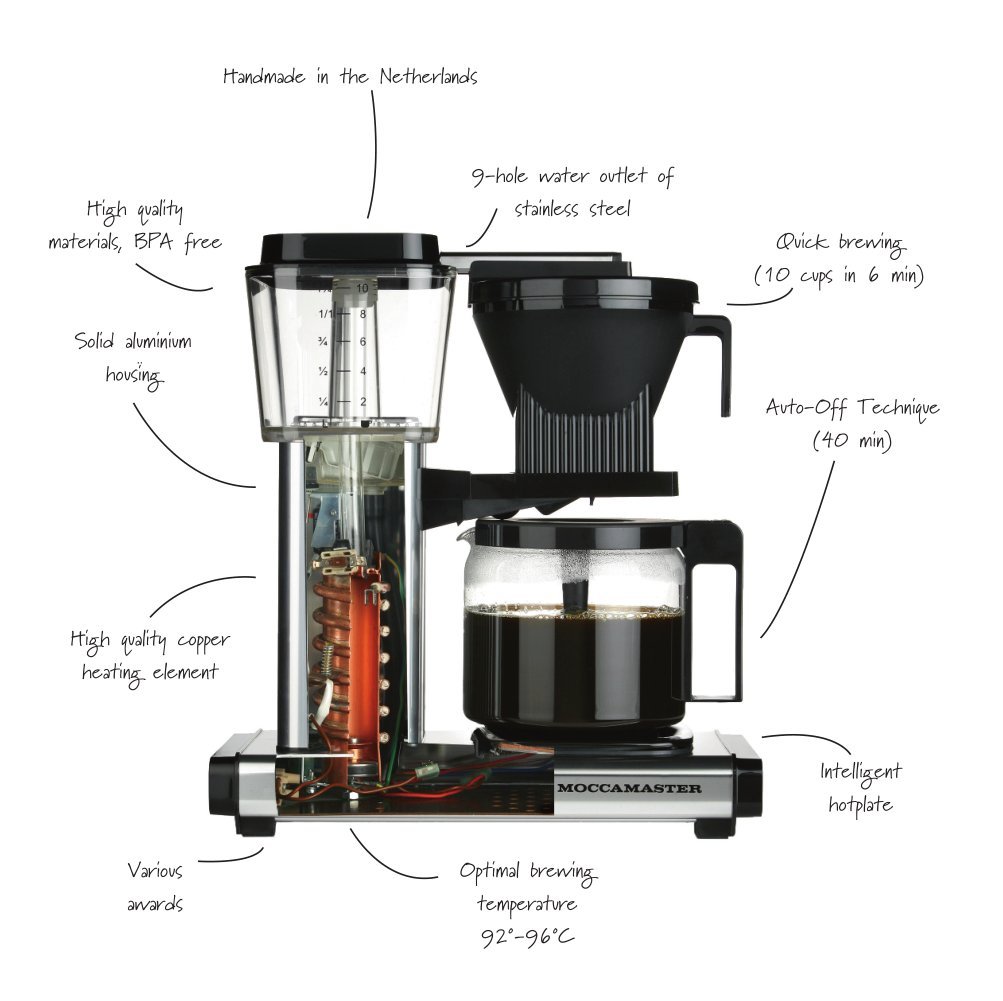 Handmade in the Netherlands
9-hole water outlet of
stainless steel
High quality
materials, BPA free
Quick brewing
(10 cups in 6 min)
10
1/1 8
¾ 6
½ 4
¼ 2
Solid aluminium
housing
Auto-Off Technique
(40 min)
High quality copper
heating element
Intelligent
hotplate
MOCCAMASTER
Various
awards
Optimal brewing
temperature
92°-96°C